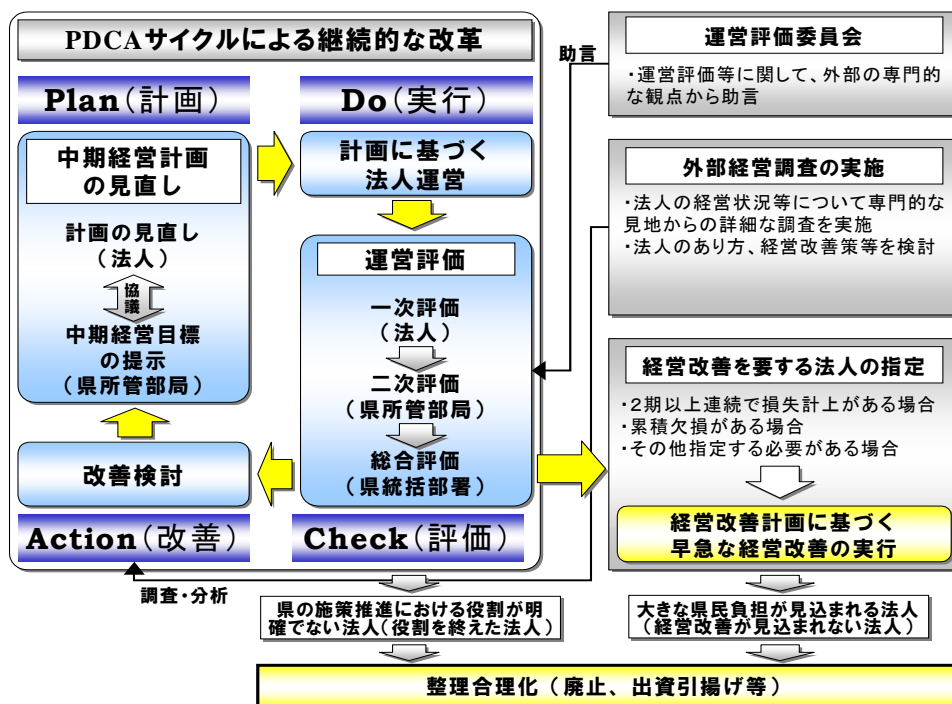 PDCAサイクルによる継続的な改革
Plan(計画)
Do(実行)
中期経営計画
の見直し
計画の見直し
(法人)
協
議
中期経営目標
の提示
(県所管部局)
計画に基づく
法人運営
運営評価
一次評価
(法人)
二次評価
(県所管部局)
総合評価
(県統括部署)
改善検討
Action(改善)
Check(評価)
助言
調査・分析
運営評価委員会
・運営評価等に関して、外部の専門的
な観点から助言
外部経営調査の実施
・法人の経営状況等について専門的な
見地からの詳細な調査を実施
・法人のあり方、経営改善策等を検討
経営改善を要する法人の指定
・2期以上連続で損失計上がある場合
・累積欠損がある場合
・その他指定する必要がある場合
経営改善計画に基づく
早急な経営改善の実行
県の施策推進における役割が明
確でない法人(役割を終えた法人)
大きな県民負担が見込まれる法人
(経営改善が見込まれない法人)
整理合理化(廃止、出資引揚げ等)